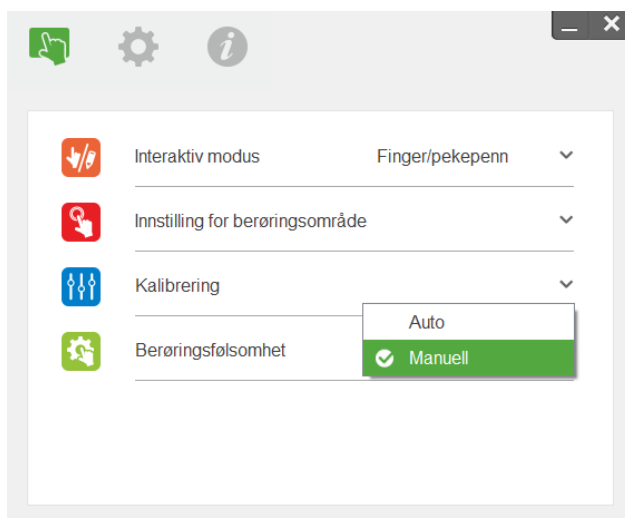 Interaktiv modus Finger/pekepenn
Innstilling for berøringsområde
Kalibrering
Auto
Berøringsfølsomhet
Manuell